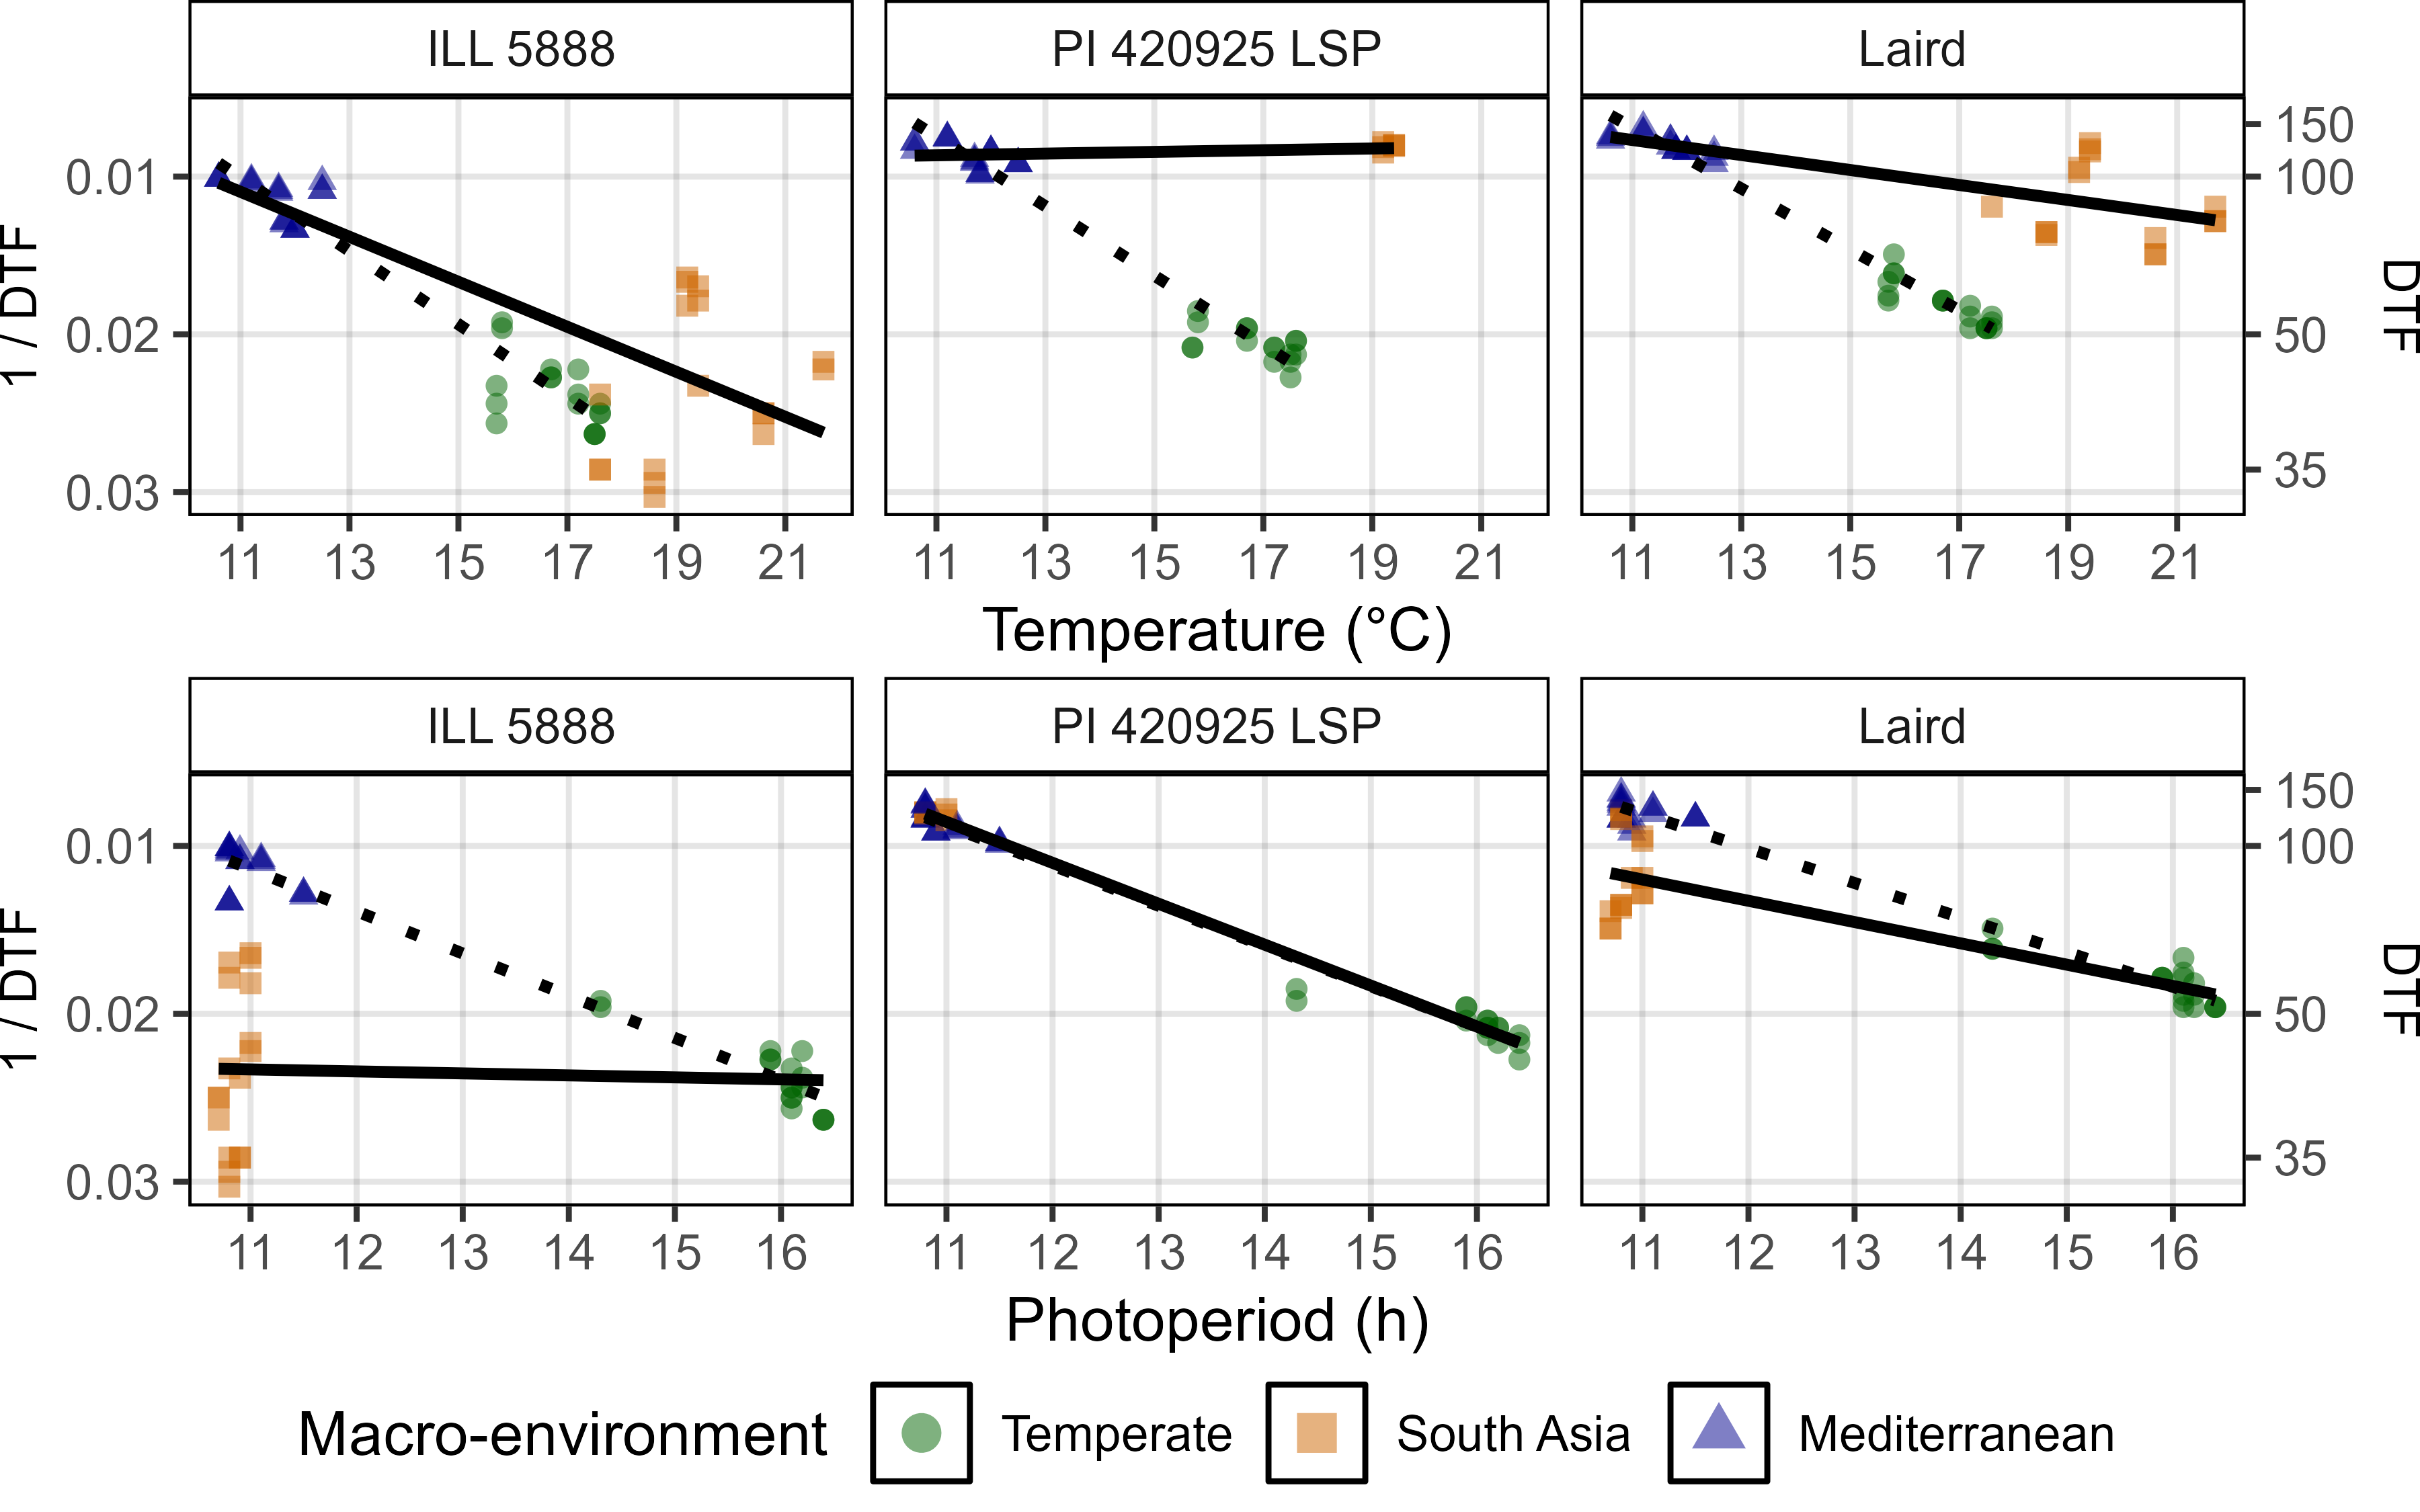 ILL 5888 PI 420925 LSP Laird
1 / DTF
0.01
0.02
0.03
150
100
50
35
DTF
11 13 15 17 19 21 11 13 15 17 19 21 11 13 15 17 19 21
Temperature (°C)
ILL 5888 PI 420925 LSP Laird
1 / DTF
0.01
0.02
0.03
150
100
50
35
DTF
11 12 13 14 15 16 11 12 13 14 15 16 11 12 13 14 15 16
Photoperiod (h)
Macro-environment Temperate South Asia Mediterranean